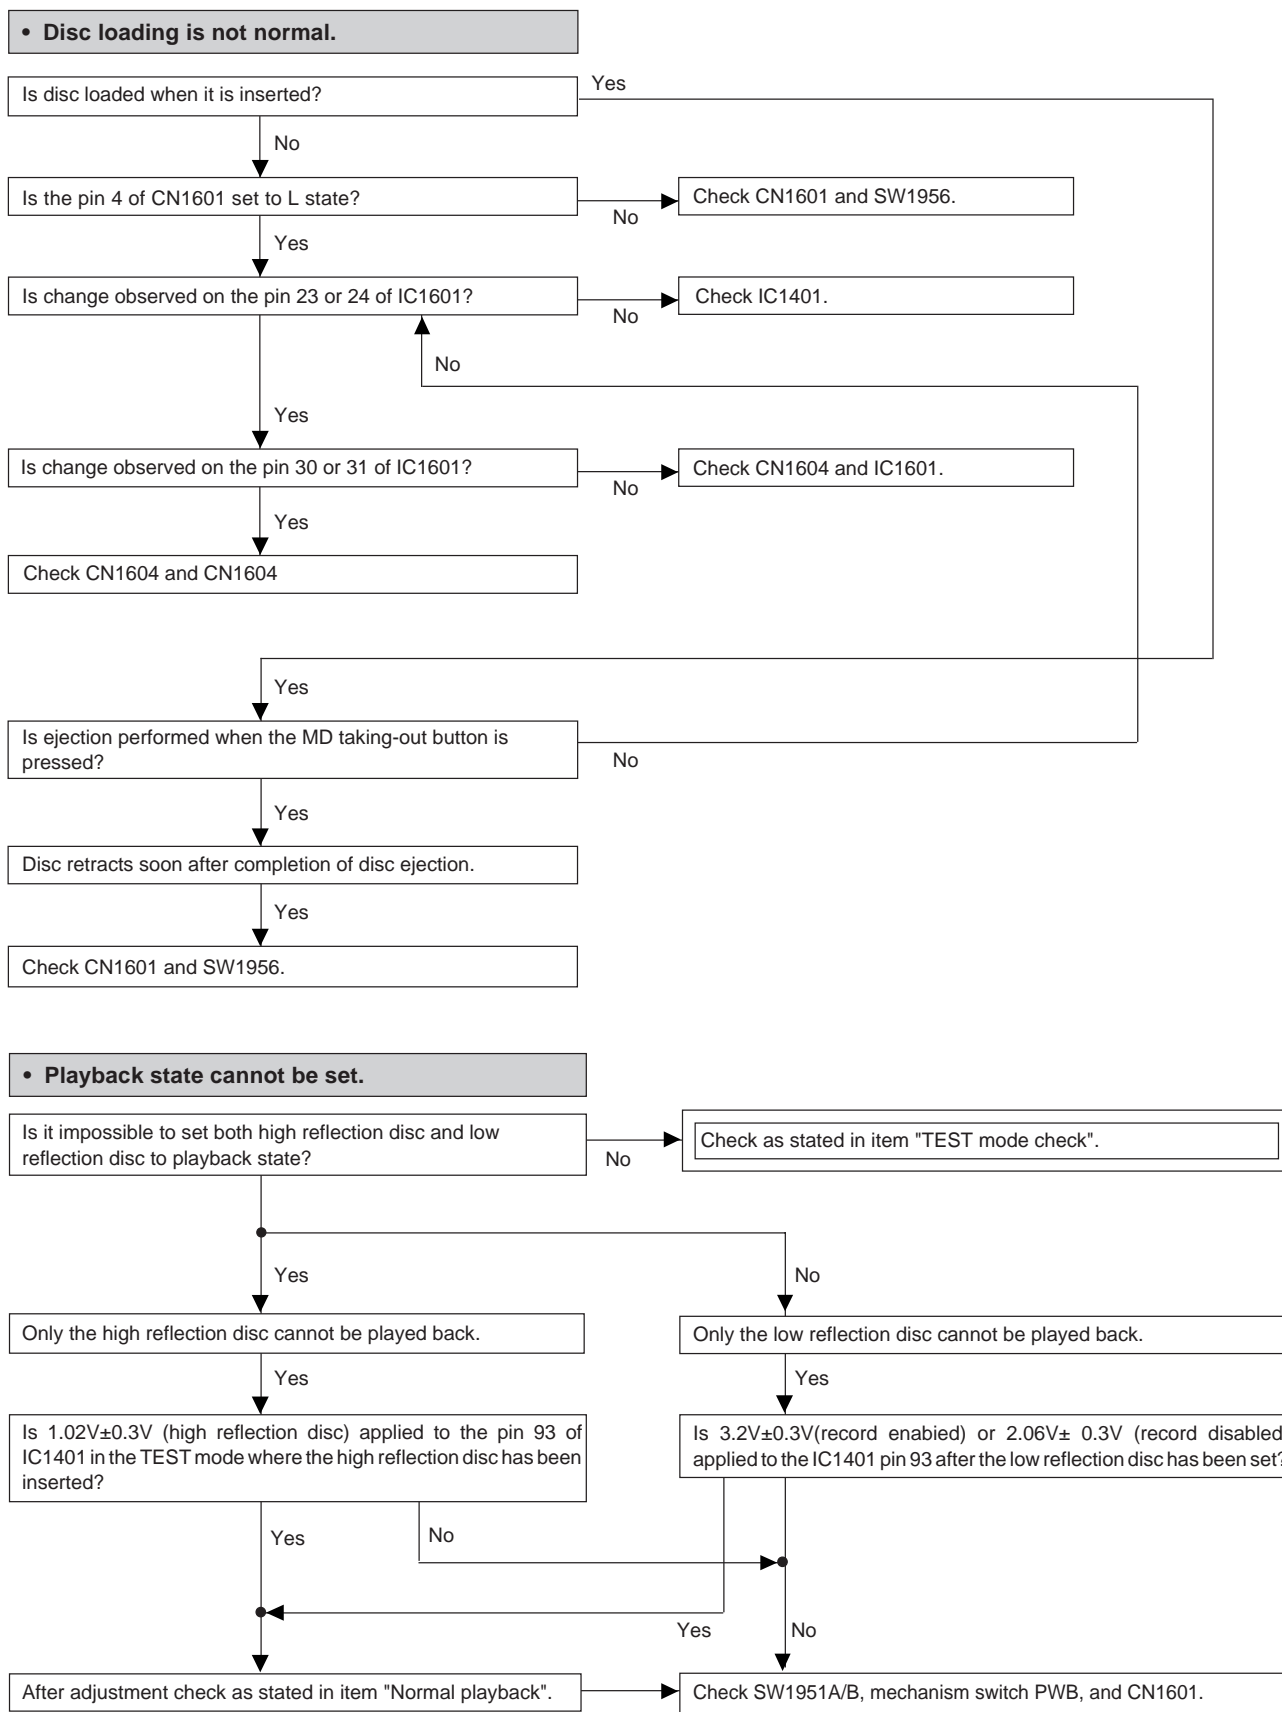 • Disc loading is not normal.
Is disc loaded when it is inserted?
Yes
No
Is the pin 4 of CN1601 set to L state?
No
Check CN1601 and SW1956.
Yes
Is change observed on the pin 23 or 24 of IC1601?
No
Check IC1401.
No
Yes
Is change observed on the pin 30 or 31 of IC1601?
No
Check CN1604 and IC1601.
Yes
Check CN1604 and CN1604
Yes
Is ejection performed when the MD taking-out button is
pressed?
No
Yes
Disc retracts soon after completion of disc ejection.
Yes
Check CN1601 and SW1956.
• Playback state cannot be set.
Is it impossible to set both high reflection disc and low
reflection disc to playback state?
No
Check as stated in item "TEST mode check".
Yes
No
Only the high reflection disc cannot be played back.
Only the low reflection disc cannot be played back.
Yes
Yes
Is 1.02V±0.3V (high reflection disc) applied to the pin 93 of
IC1401 in the TEST mode where the high reflection disc has been
inserted?
Is 3.2V±0.3V(record enabied) or 2.06V± 0.3V (record disabled
applied to the IC1401 pin 93 after the low reflection disc has been set?
Yes
No
Yes
No
After adjustment check as stated in item "Normal playback".
Check SW1951A/B, mechanism switch PWB, and CN1601.